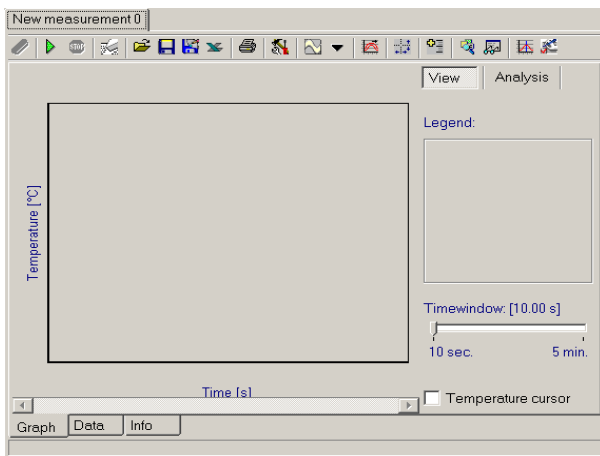 New measurement 0
STOP
View Analysis
Legend:
Temperature [°C]
Timewindow: [10.00 s]
10 sec. 5 min.
Time [s]
Temperature cursor
Graph Data Info